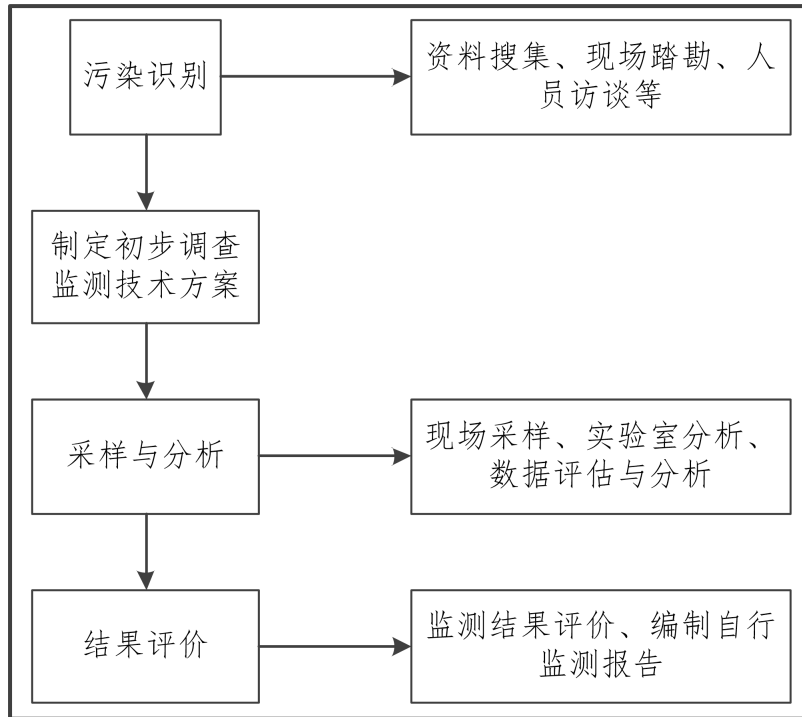 污染识别
资料搜集、现场踏勘、人
员访谈等
制定初步调查
监测技术方案
采样与分析
现场采样、实验室分析、
数据评估与分析
结果评价
监测结果评价、编制自行
监测报告